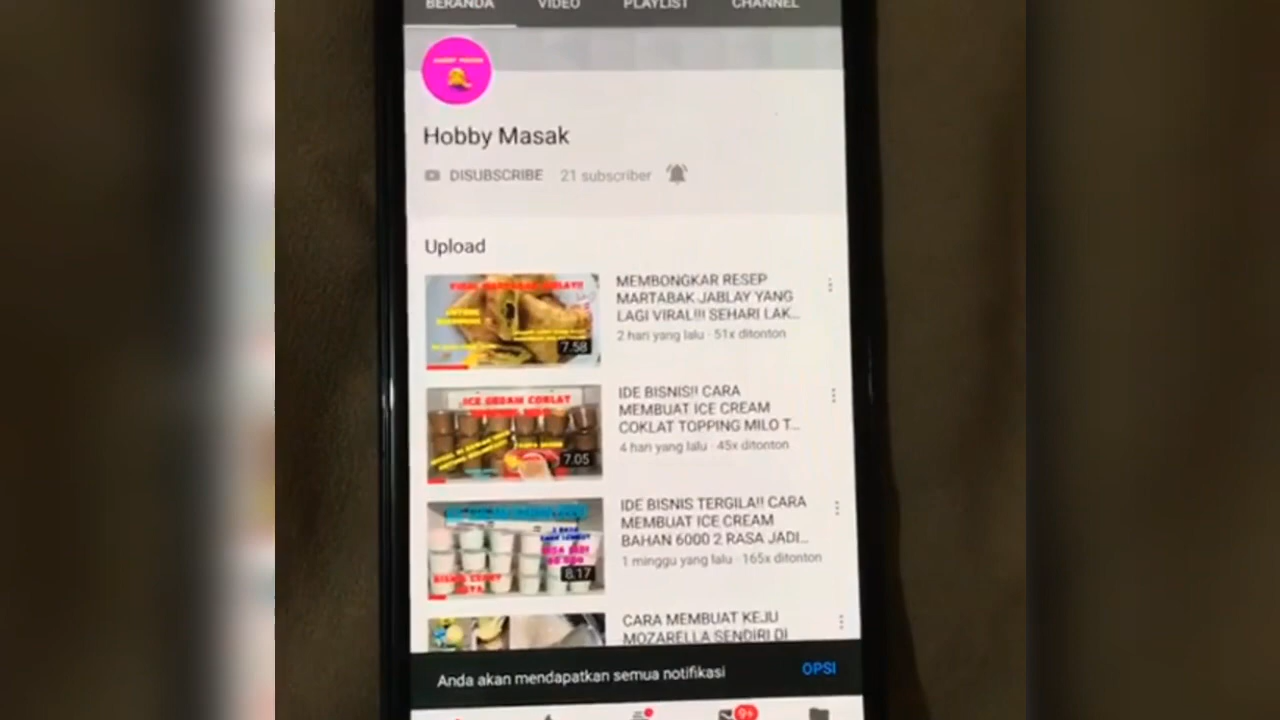 BERANDA VIDEO PLAYLIST CHANNEL
Hobby Masak
DISUBSCRIBE 21 subscriber
Upload
MEMBONGKAR RESEP
MARTABAK JABLAY YANG
LAGI VIRAL!!! SEHARI LAK...
2 hari yang lalu · 51x ditonton
7.58
IDE BISNIS!! CARA
MEMBUAT ICE CREAM
COKLAT TOPPING MILO T...
4 hari yang lalu · 45x ditonton
ICE CREAM COKLAT
7.05
IDE BISNIS TERGILA!! CARA
MEMBUAT ICE CREAM
BAHAN 6000 2 RASA JADI...
1 minggu yang lalu · 165x ditonton
8.17
CARA MEMBUAT KEJU
MOZARELLA SENDIRI DI
Anda akan mendapatkan semua notifikasi OPSI
9+